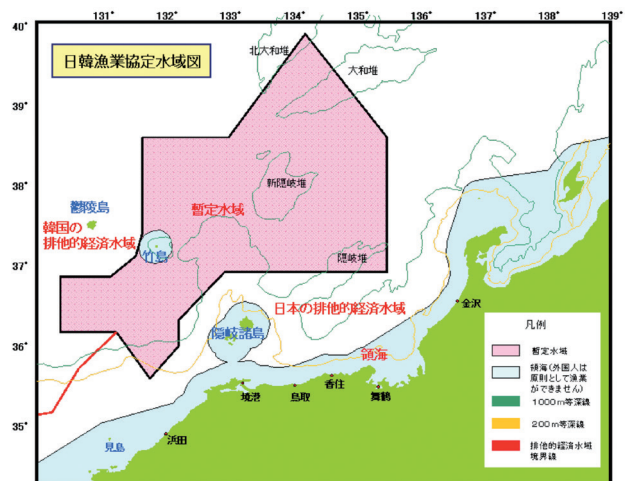 131° 132° 133° 134° 135° 136° 137° 138° 139°
40°
39°
38°
37°
36°
35°
日韓漁業協定水域図
北大和堆
大和堆
新隠岐堆
鬱陵島
暫定水域
韓国の
排他的経済水域
竹島
隠岐堆
日本の排他的経済水域
隠岐諸島
領海
金沢
境港
鳥取
香住
舞鶴
浜田
見島
凡例
暫定水域
領海(外国人は
原則として漁業
ができません)
1000m等深線
200m等深線
排他的経済水域
境界線